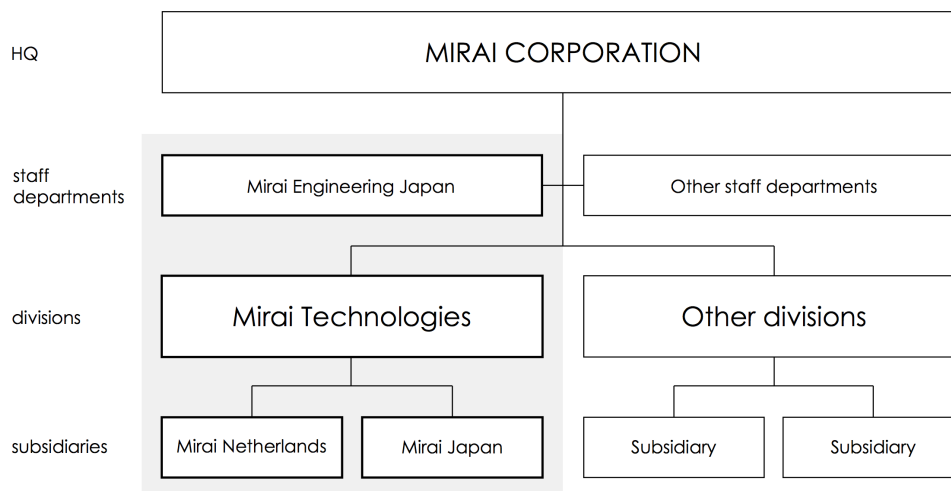 HQ
MIRAI CORPORATION
staff
departments
Mirai Engineering Japan
Other staff departments
divisions
Mirai Technologies
Other divisions
subsidiaries
Mirai Netherlands
Mirai Japan
Subsidiary
Subsidiary